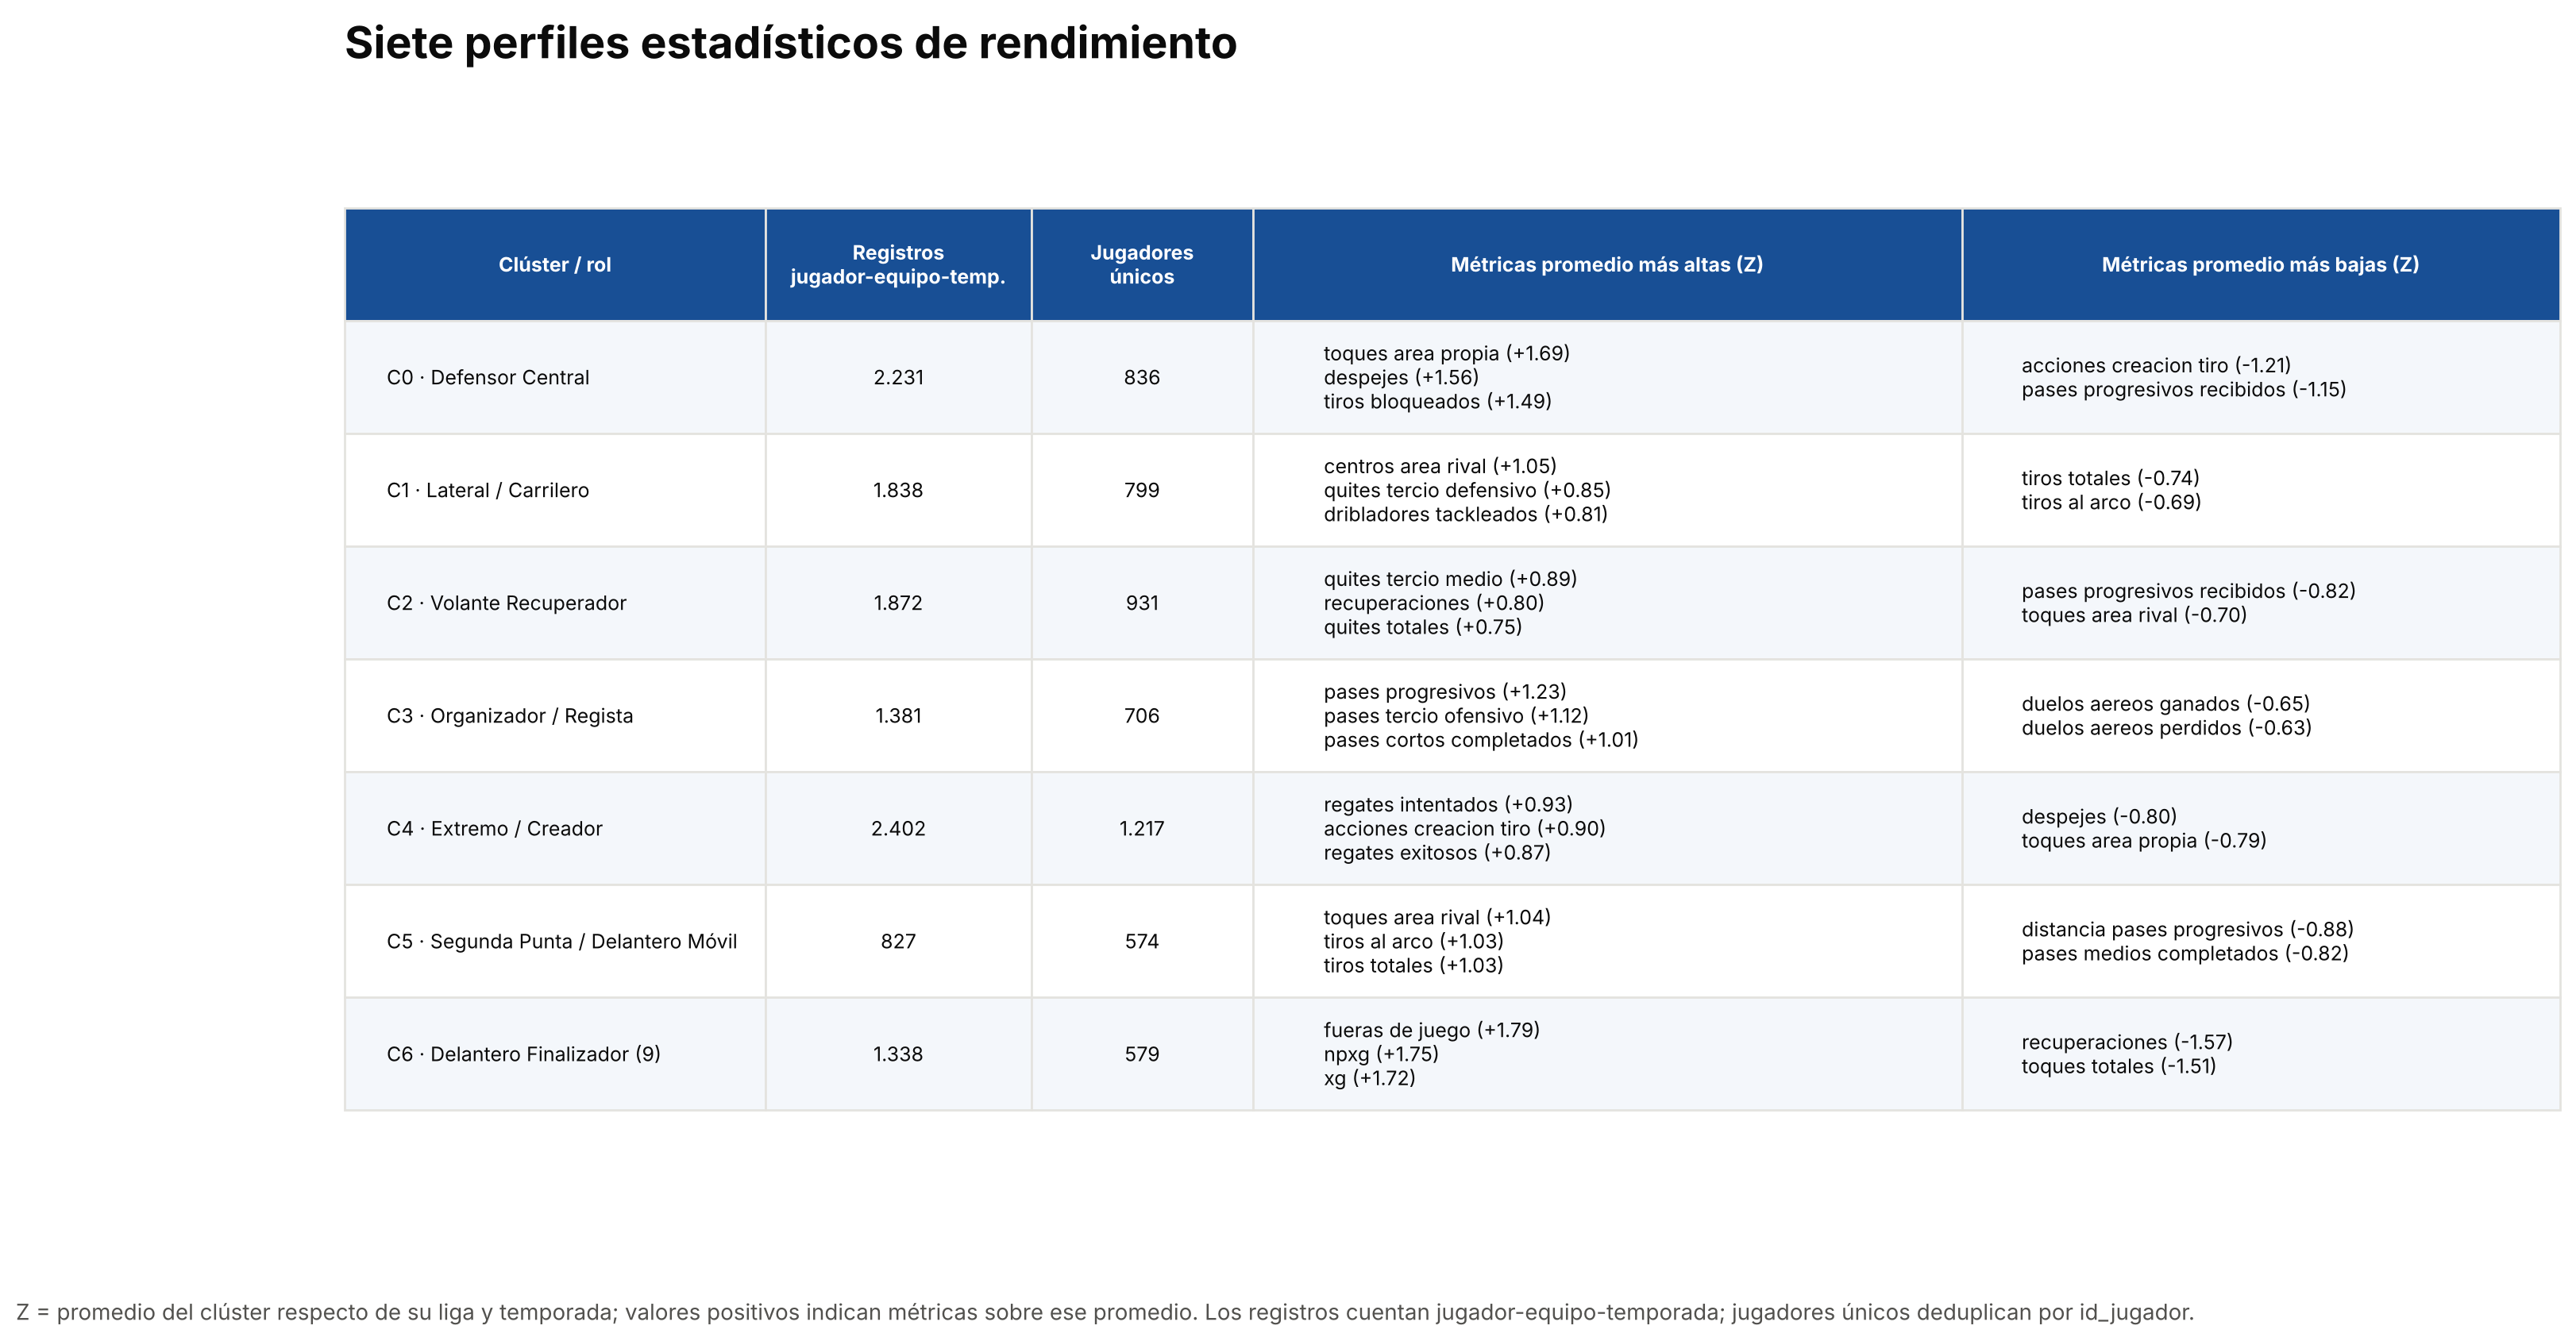 Siete perfiles estadísticos de rendimiento
Clúster / rol
Registros
jugador-equipo-temp.
Jugadores
únicos
Métricas promedio más altas (Z)
Métricas promedio más bajas (Z)
C0 · Defensor Central
2.231
836
toques area propia (+1.69)
despejes (+1.56)
tiros bloqueados (+1.49)
acciones creacion tiro (-1.21)
pases progresivos recibidos (-1.15)
C1 · Lateral / Carrilero
1.838
799
centros area rival (+1.05)
quites tercio defensivo (+0.85)
dribladores tackleados (+0.81)
tiros totales (-0.74)
tiros al arco (-0.69)
C2 · Volante Recuperador
1.872
931
quites tercio medio (+0.89)
recuperaciones (+0.80)
quites totales (+0.75)
pases progresivos recibidos (-0.82)
toques area rival (-0.70)
C3 · Organizador / Regista
1.381
706
pases progresivos (+1.23)
pases tercio ofensivo (+1.12)
pases cortos completados (+1.01)
duelos aereos ganados (-0.65)
duelos aereos perdidos (-0.63)
C4 · Extremo / Creador
2.402
1.217
regates intentados (+0.93)
acciones creacion tiro (+0.90)
regates exitosos (+0.87)
despejes (-0.80)
toques area propia (-0.79)
C5 · Segunda Punta / Delantero Móvil
827
574
toques area rival (+1.04)
tiros al arco (+1.03)
tiros totales (+1.03)
distancia pases progresivos (-0.88)
pases medios completados (-0.82)
C6 · Delantero Finalizador (9)
1.338
579
fueras de juego (+1.79)
npxg (+1.75)
xg (+1.72)
recuperaciones (-1.57)
toques totales (-1.51)
Z = promedio del clúster respecto de su liga y temporada; valores positivos indican métricas sobre ese promedio. Los registros cuentan jugador-equipo-temporada; jugadores únicos deduplican por id_jugador.